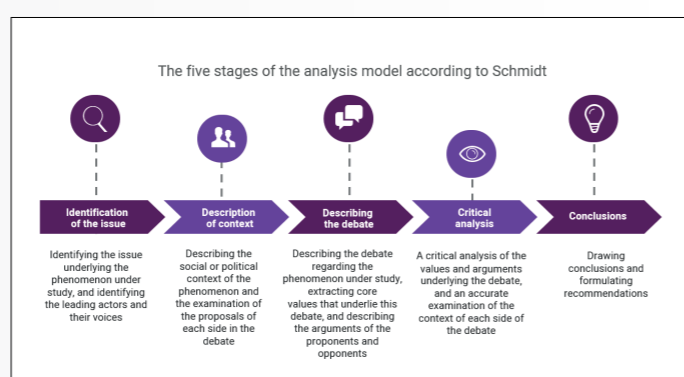 The five stages of the analysis model according to Schmidt
Identification
of the issue
Description
of context
Describing
the debate
Critical
analysis
Conclusions
Identifying the issue
underlying the
phenomenon under
study, and identifying
the leading actors and
their voices
Describing the
social or political
context of the
phenomenon and
the examination of
the proposals of
each side in the
debate
Describing the debate
regarding the
phenomenon under study,
extracting core
values that underlie this
debate, and describing
the arguments of the
proponents and
opponents
A critical analysis of the
values and arguments
underlying the debate,
and an accurate
examination of the
context of each side of
the debate
Drawing
conclusions and
formulating
recommendations